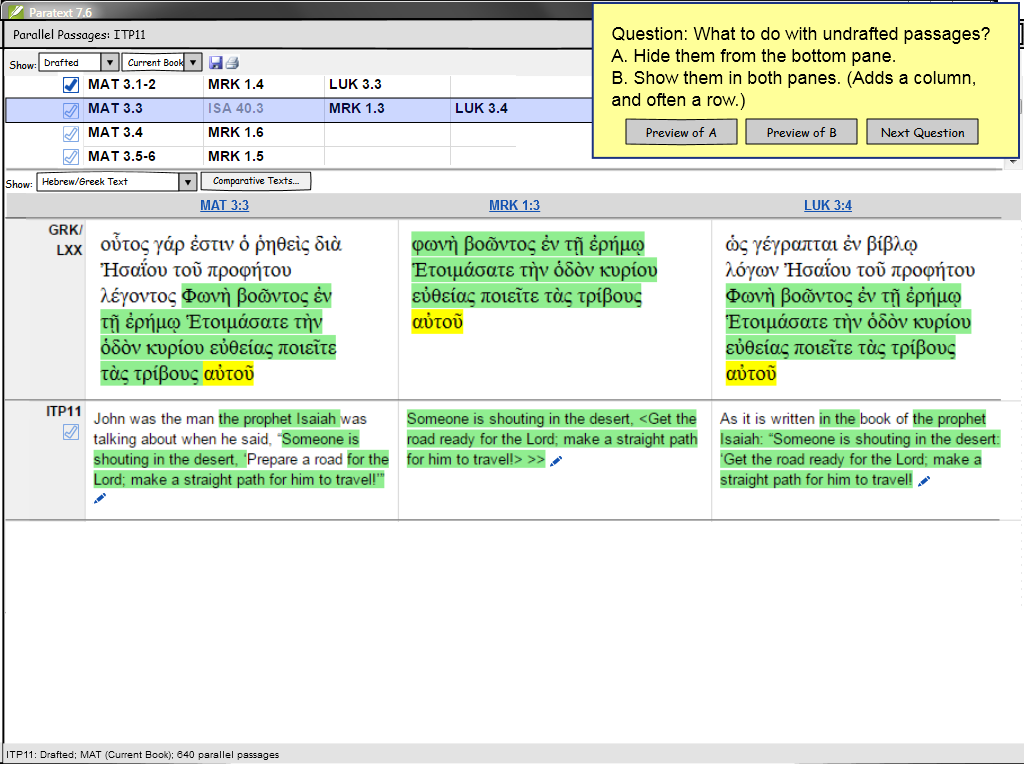 Paratext 7.6
Parallel Passages: ITP11
Question: What to do with undrafted passages?
A. Hide them from the bottom pane.
B. Show them in both panes. (Adds a column,
and often a row.)
Preview of A Preview of B Next Question
Show: Drafted Current Book
MAT 3.1-2 MRK 1.4 LUK 3.3
MAT 3.3 ISA 40.3 MRK 1.3 LUK 3.4
MAT 3.4 MRK 1.6
MAT 3.5-6 MRK 1.5
Show: Hebrew/Greek Text Comparative Texts...
MAT 3:3 MRK 1:3 LUK 3:4
GRK/
LXX
οὗτος γάρ ἐστιν ὁ ῥηθεὶς διὰ
Ἠσαΐου τοῦ προφήτου
λέγοντος Φωνὴ βοῶντος ἐν
τῇ ἐρήμῳ Ἑτοιμάσατε τὴν
ὁδὸν κυρίου εὐθείας ποιεῖτε
τὰς τρίβους αὐτοῦ
φωνὴ βοῶντος ἐν τῇ ἐρήμῳ
Ἑτοιμάσατε τὴν ὁδὸν κυρίου
εὐθείας ποιεῖτε τὰς τρίβους
αὐτοῦ
ὡς γέγραπται ἐν βίβλῳ
λόγων Ἠσαΐου τοῦ προφήτου
Φωνὴ βοῶντος ἐν τῇ ἐρήμῳ
Ἑτοιμάσατε τὴν ὁδὸν κυρίου
εὐθείας ποιεῖτε τὰς τρίβους
αὐτοῦ
ITP11
John was the man the prophet Isaiah was
talking about when he said, “Someone is
shouting in the desert, ‘Prepare a road for the
Lord; make a straight path for him to travel!’”
Someone is shouting in the desert, <Get the
road ready for the Lord; make a straight path
for him to travel!> >>
As it is written in the book of the prophet
Isaiah: “Someone is shouting in the desert:
‘Get the road ready for the Lord; make a
straight path for him to travel!
ITP11: Drafted; MAT (Current Book); 640 parallel passages